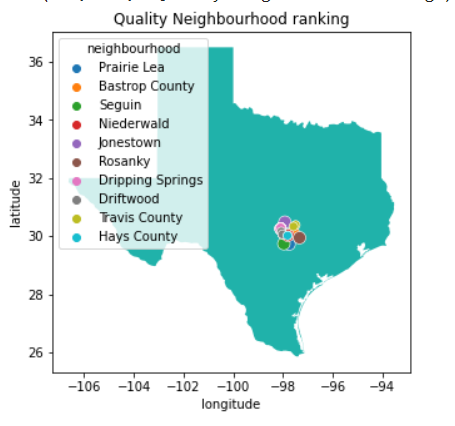 Quality Neighbourhood ranking
neighbourhood
Prairie Lea
Bastrop County
Seguin
Niederwald
Jonestown
Rosanky
Dripping Springs
Driftwood
Travis County
Hays County
36
34
32
30
28
26
latitude
−106 −104 −102 −100 −98 −96 −94
longitude